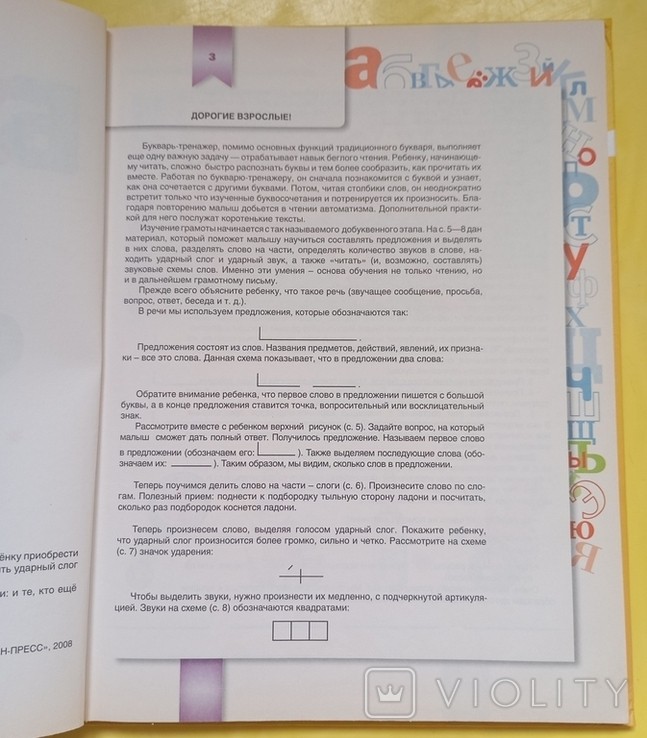 3
ДОРОГИЕ ВЗРОСЛЫЕ!
Букварь-тренажер, помимо основных функций традиционного букваря, выполняет
еще одну важную задачу — отрабатывает навык беглого чтения. Ребенку, начинающе-
му читать, сложно быстро распознать буквы и тем более сообразить, как прочитать их
вместе. Работая по букварю-тренажеру, он сначала познакомится с буквой и узнает,
как она сочетается с другими буквами. Потом, читая столбики слов, он неоднократно
встретит только что изученные буквосочетания и потренируется их произносить. Бла-
годаря повторению малыш добьется в чтении автоматизма. Дополнительной практи-
кой для него послужат коротенькие тексты.
Изучение грамоты начинается с так называемого добуквенного этапа. На с. 5—8 дан
материал, который поможет малышу научиться составлять предложения и выделять
в них слова, разделять слово на части, определять количество звуков в слове, на-
ходить ударный слог и ударный звук, а также «читать» (и, возможно, составлять)
звуковые схемы слов. Именно эти умения – основа обучения не только чтению, но
и в дальнейшем грамотному письму.
Прежде всего объясните ребенку, что такое речь (звучащее сообщение, просьба,
вопрос, ответ, беседа и т. д.).
В речи мы используем предложения, которые обозначаются так:
Предложения состоят из слов. Названия предметов, действий, явлений, их призна-
ки – все это слова. Данная схема показывает, что в предложении два слова:
Обратите внимание ребенка, что первое слово в предложении пишется с большой
буквы, а в конце предложения ставится точка, вопросительный или восклицательный
знак.
Рассмотрите вместе с ребенком верхний рисунок (с. 5). Задайте вопрос, на который
малыш сможет дать полный ответ. Получилось предложение. Называем первое слово
в предложении (обозначаем его: ). Также выделяем последующие слова (обо-
значаем их: ). Таким образом, мы видим, сколько слов в предложении.
Теперь поучимся делить слово на части – слоги (с. 6). Произнесите слово по сло-
гам. Полезный прием: поднести к подбородку тыльную сторону ладони и посчитать,
сколько раз подбородок коснется ладони.
Теперь произнесем слово, выделяя голосом ударный слог. Покажите ребенку,
что ударный слог произносится более громко, сильно и четко. Рассмотрите на схеме
(с. 7) значок ударения:
Чтобы выделить звуки, нужно произнести их медленно, с подчеркнутой артикуля-
цией. Звуки на схеме (с. 8) обозначаются квадратами:
ёнку приобрести
ть ударный слог
и: и те, кто ещё
Н-ПРЕСС», 2008
VIOLITY